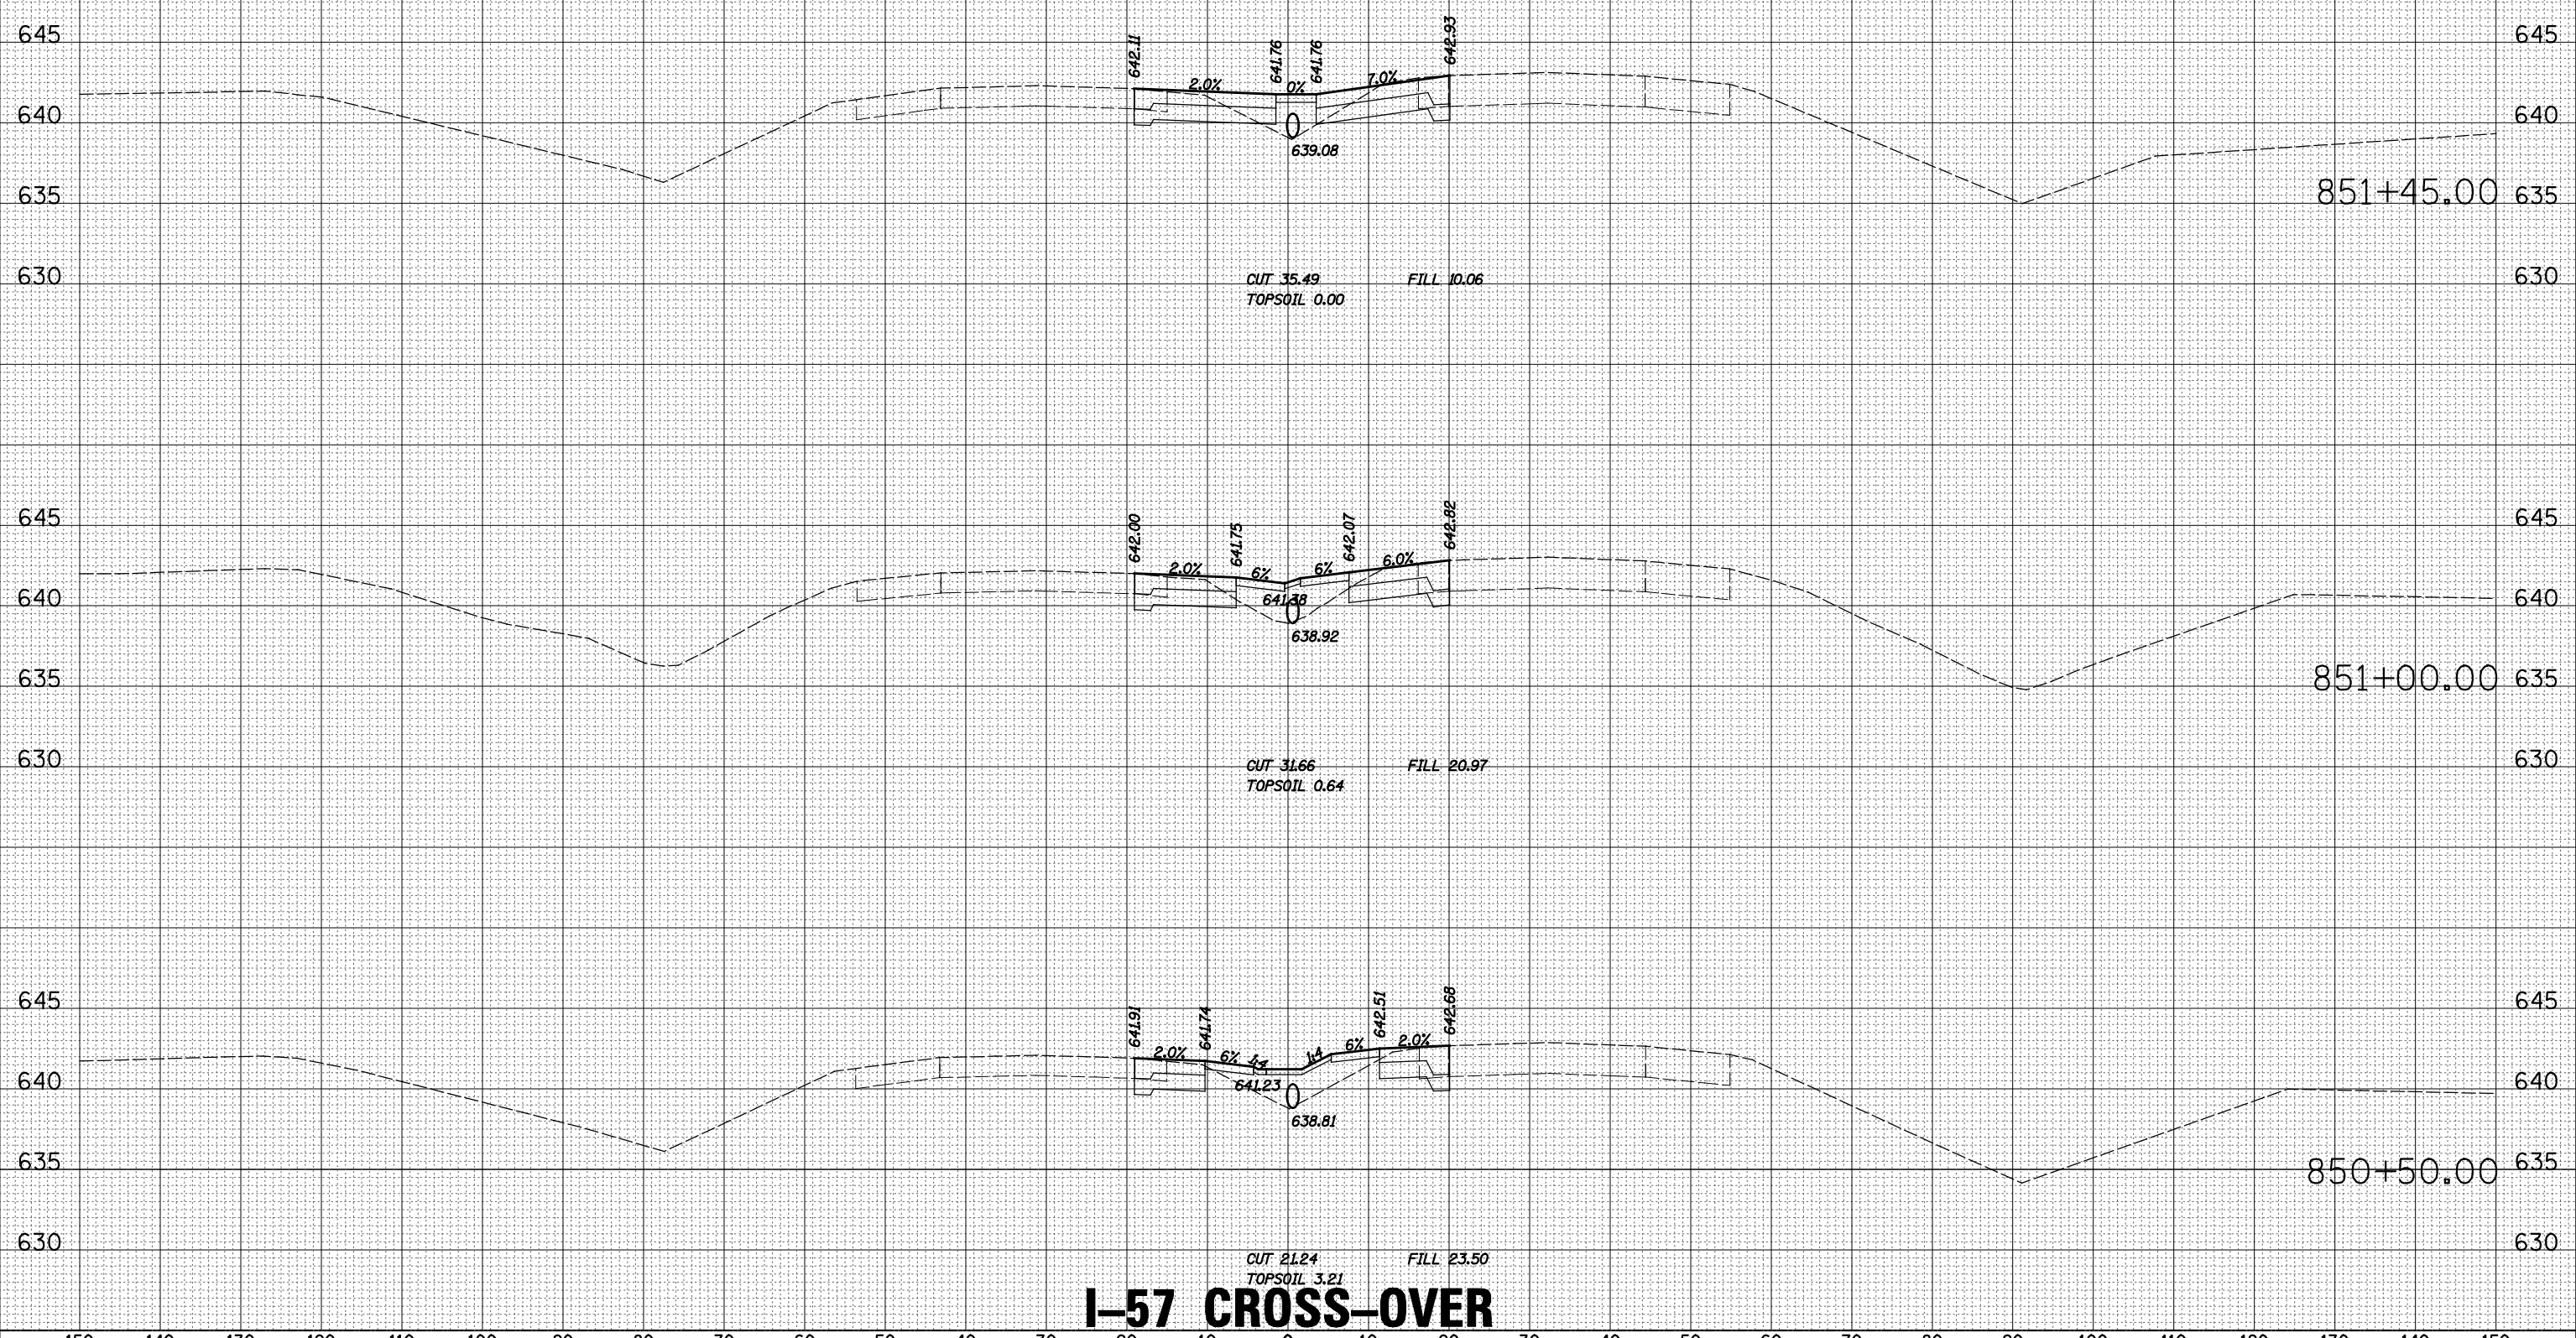 645 642.11 641.76 641.76 642.93 645
2.0% 0% 7.0%
640 640
639.08
635 851+45.00 635
630 CUT 35.49 FILL 10.06 630
TOPSOIL 0.00
645 642.00 641.75 642.07 642.82 645
2.0% 6% 6% 6.0%
640 641.38 640
638.92
635 851+00.00 635
630 CUT 31.66 FILL 20.97 630
TOPSOIL 0.64
645 641.91 641.74 642.51 642.68 645
2.0% 6% 1:4 1:4 6% 2.0%
640 641.23 640
638.81
635 850+50.00 635
630 CUT 21.24 FILL 23.50 630
TOPSOIL 3.21
I-57 CROSS-OVER